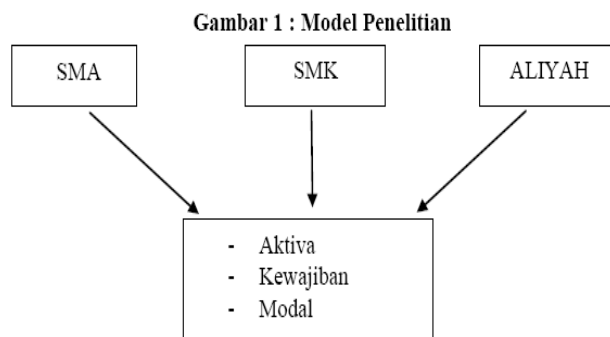 Gambar 1 : Model Penelitian
SMA
SMK
ALIYAH
- Aktiva
- Kewajiban
- Modal